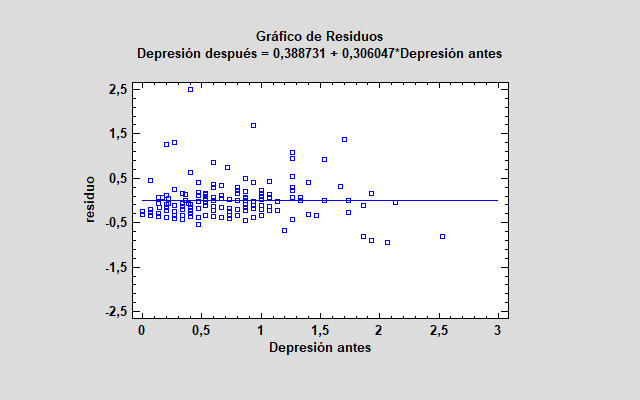 Gráfico de Residuos
Depresión después = 0,388731 + 0,306047*Depresión antes
2,5
1,5
0,5
-0,5
-1,5
-2,5
residuo
0 0,5 1 1,5 2 2,5 3
Depresión antes